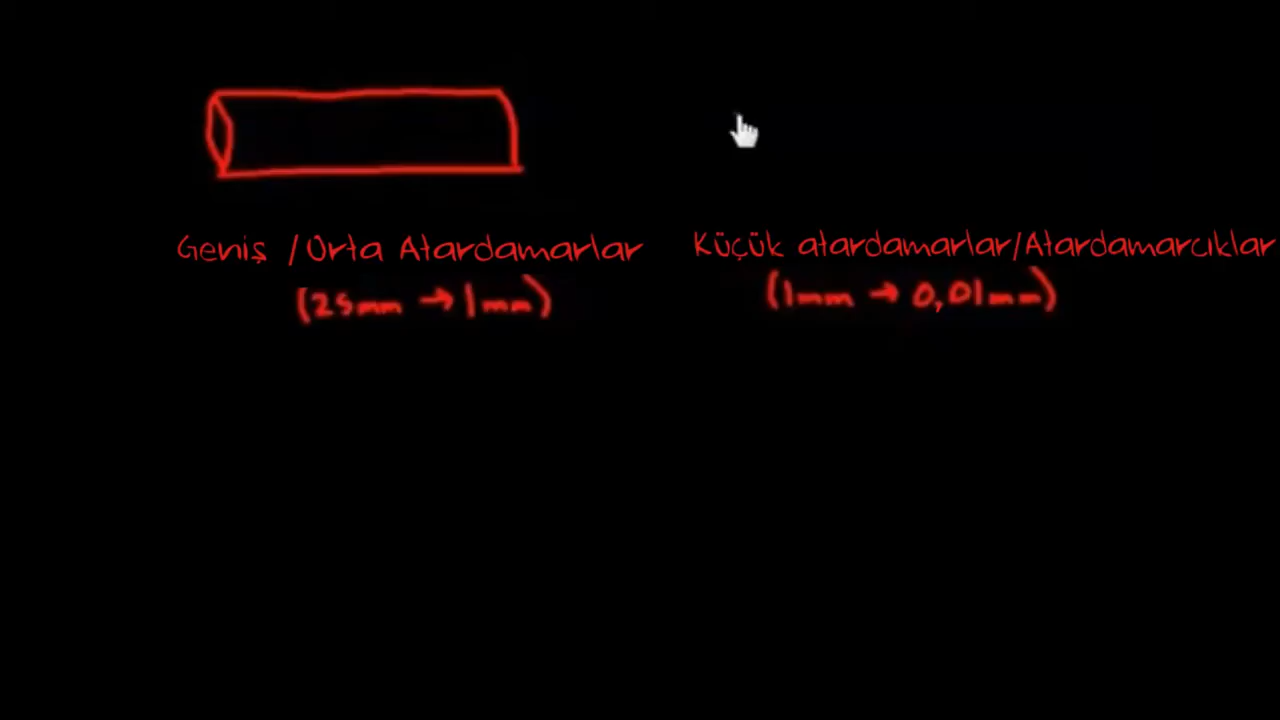 Geniş /Orta Atardamarlar
(25mm → 1mm)
Küçük atardamarlar/Atardamarcıklar
(1mm → 0,01mm)